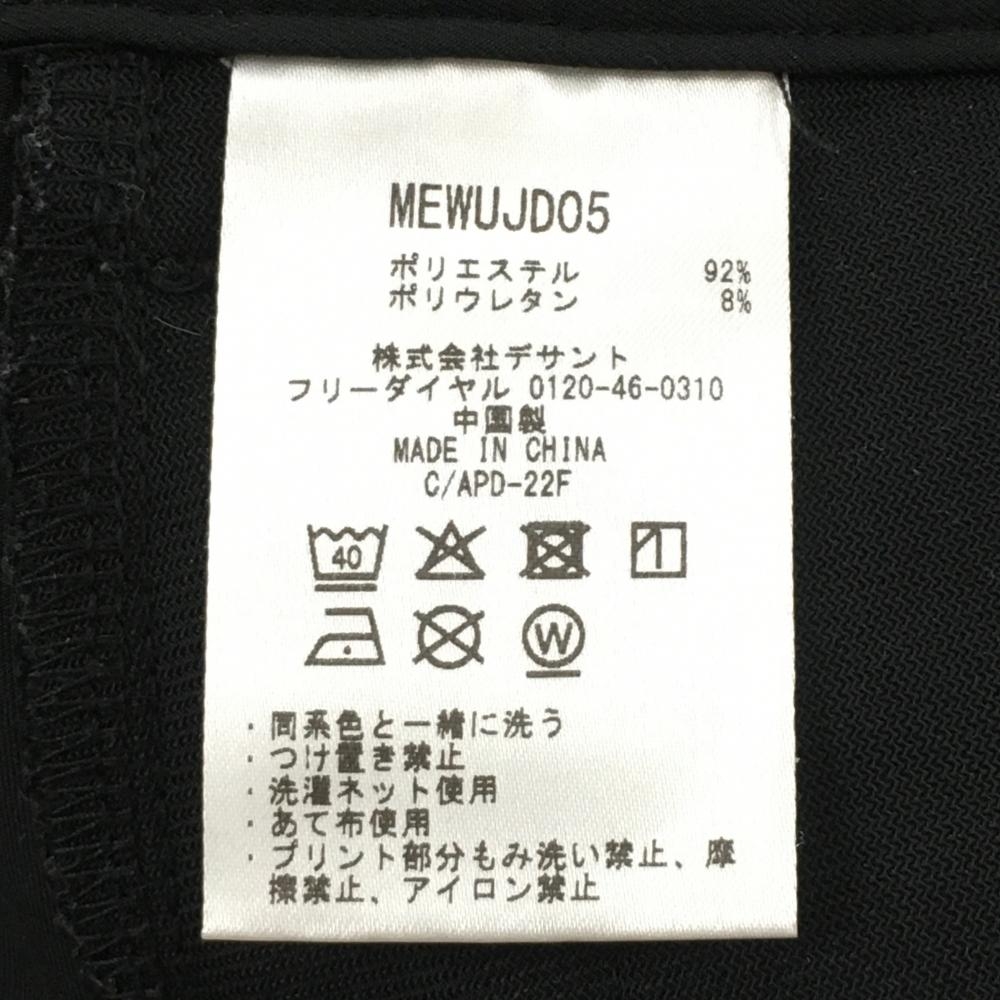 MEWUJD05
ポリエステル 92%
ポリウレタン 8%
株式会社デサント
フリーダイヤル 0120-46-0310
中国製
MADE IN CHINA
C/APD-22F
40
W
・同系色と一緒に洗う
・つけ置き禁止
・洗濯ネット使用
・あて布使用
・プリント部分もみ洗い禁止、摩
擦禁止、アイロン禁止